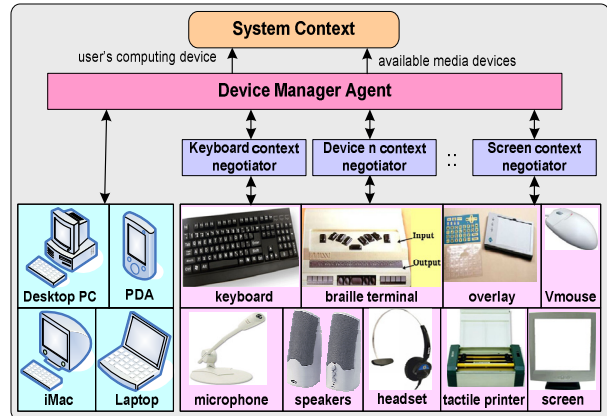 System Context
user's computing device
available media devices
Device Manager Agent
Keyboard context
negotiator
Device n context
negotiator
::
Screen context
negotiator
Input
Output
Desktop PC
PDA
keyboard
braille terminal
overlay
Vmouse
iMac
Laptop
microphone
speakers
headset
tactile printer
screen